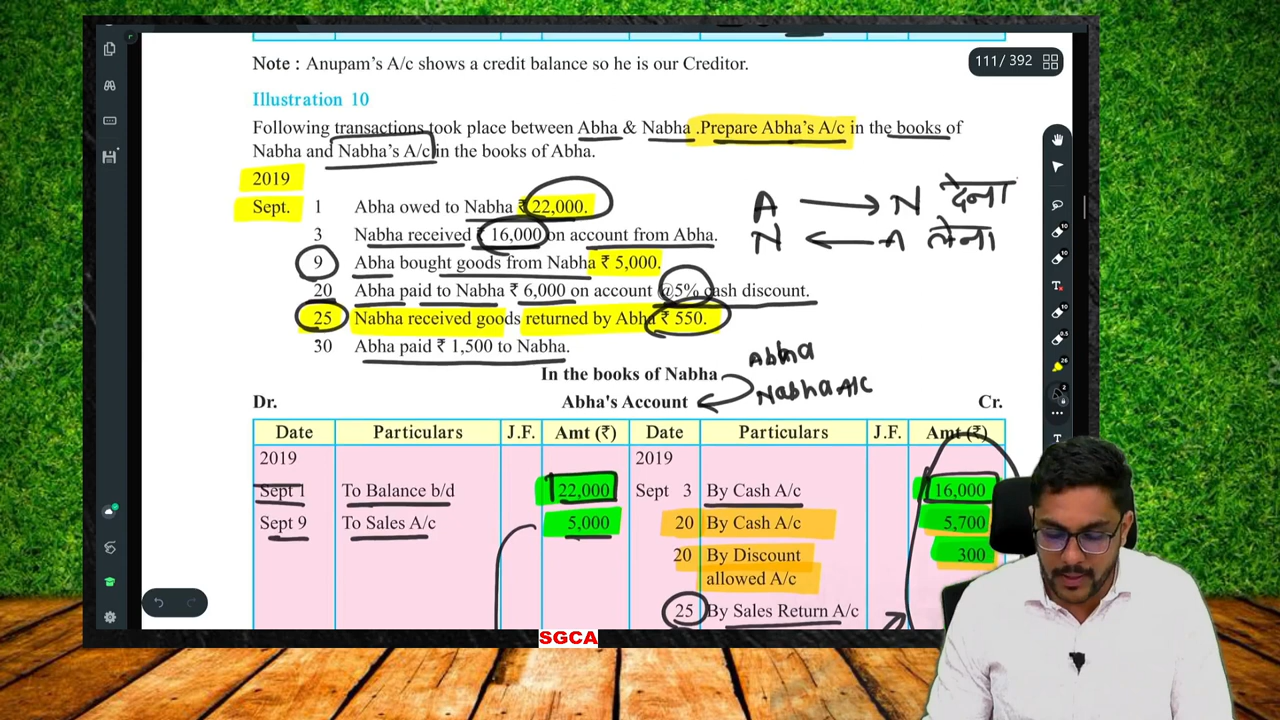 Note : Anupam's A/c shows a credit balance so he is our Creditor.
111 / 392
Illustration 10
Following transactions took place between Abha & Nabha .Prepare Abha's A/c in the books of
Nabha and Nabha's A/c in the books of Abha.
2019
Sept. 1 Abha owed to Nabha ₹ 22,000.
3 Nabha received ₹ 16,000 on account from Abha.
9 Abha bought goods from Nabha ₹ 5,000.
20 Abha paid to Nabha ₹ 6,000 on account @5% cash discount.
25 Nabha received goods returned by Abha ₹ 550.
30 Abha paid ₹ 1,500 to Nabha.
A → N देना
N ← A लेना
Abha
Nabha A/C
In the books of Nabha
Dr. Abha's Account Cr.
Date Particulars J.F. Amt (₹) Date Particulars J.F. Amt (₹)
2019 2019
Sept 1 To Balance b/d 22,000 Sept 3 By Cash A/c 16,000
Sept 9 To Sales A/c 5,000 20 By Cash A/c 5,700
20 By Discount 300
allowed A/c
25 By Sales Return A/c
SGCA